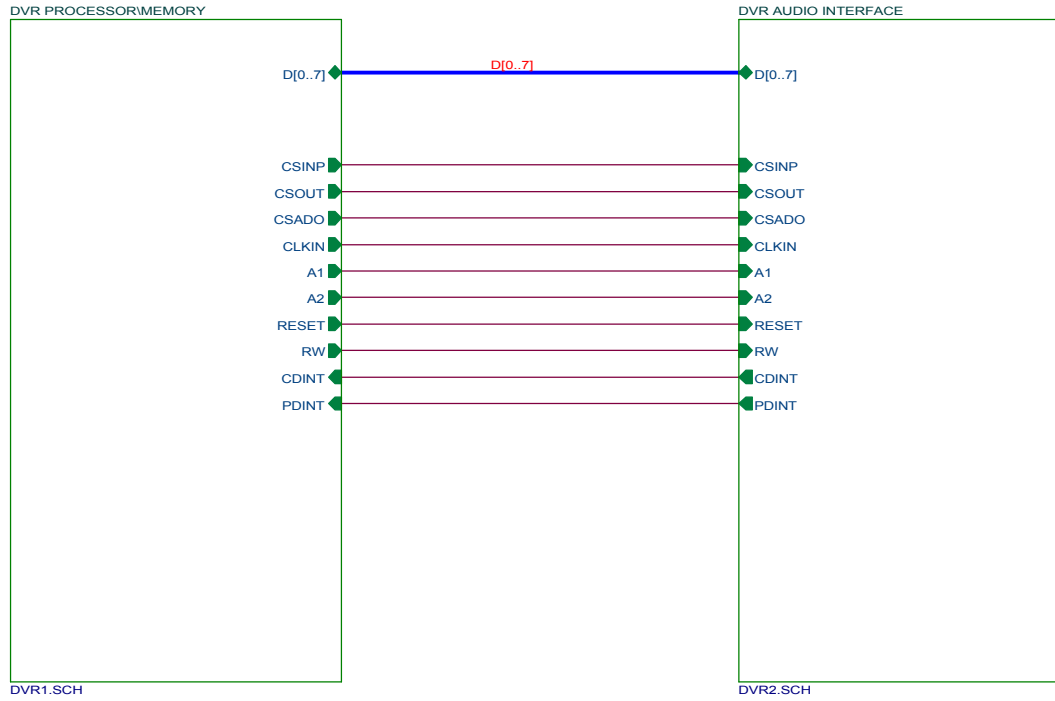 DVR PROCESSOR\MEMORY
DVR AUDIO INTERFACE
D[0..7]
D[0..7]
D[0..7]
CSINP
CSINP
CSOUT
CSOUT
CSADO
CSADO
CLKIN
CLKIN
A1
A1
A2
A2
RESET
RESET
RW
RW
CDINT
CDINT
PDINT
PDINT
DVR1.SCH
DVR2.SCH